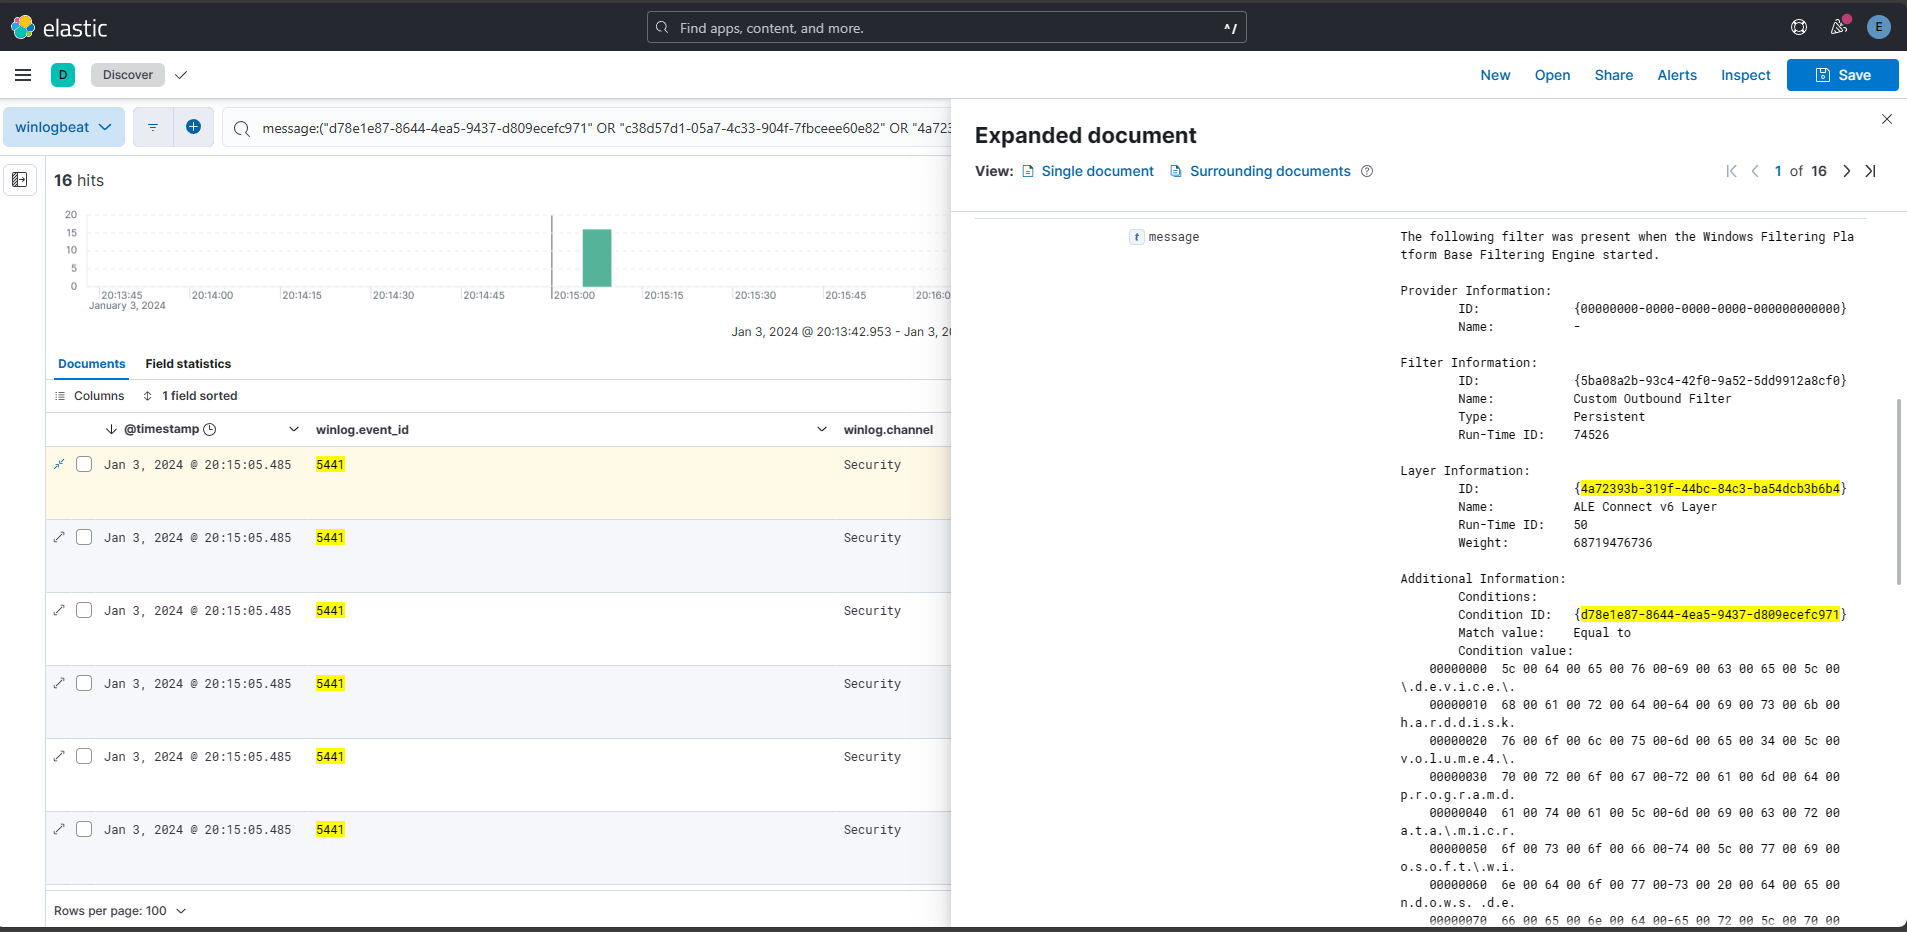 elastic
Find apps, content, and more.
^/
E
D
Discover
New
Open
Share
Alerts
Inspect
Save
winlogbeat
message:("d78e1e87-8644-4ea5-9437-d809ecefc971" OR "c38d57d1-05a7-4c33-904f-7fbceee60e82" OR "4a723
16 hits
20
15
10
5
0
20:13:45
January 3, 2024
20:14:00
20:14:15
20:14:30
20:14:45
20:15:00
20:15:15
20:15:30
20:15:45
20:16:0
Jan 3, 2024 @ 20:13:42.953 - Jan 3, 20
Documents
Field statistics
Columns
1 field sorted
@timestamp
winlog.event_id
winlog.channel
Jan 3, 2024 @ 20:15:05.485 5441 Security
Jan 3, 2024 @ 20:15:05.485 5441 Security
Jan 3, 2024 @ 20:15:05.485 5441 Security
Jan 3, 2024 @ 20:15:05.485 5441 Security
Jan 3, 2024 @ 20:15:05.485 5441 Security
Jan 3, 2024 @ 20:15:05.485 5441 Security
Rows per page: 100
Expanded document
View: Single document Surrounding documents
1 of 16
t message
The following filter was present when the Windows Filtering Pla
tform Base Filtering Engine started.
Provider Information:
ID: {00000000-0000-0000-0000-000000000000}
Name: -
Filter Information:
ID: {5ba08a2b-93c4-42f0-9a52-5dd9912a8cf0}
Name: Custom Outbound Filter
Type: Persistent
Run-Time ID: 74526
Layer Information:
ID: {4a72393b-319f-44bc-84c3-ba54dcb3b6b4}
Name: ALE Connect v6 Layer
Run-Time ID: 50
Weight: 68719476736
Additional Information:
Conditions:
Condition ID: {d78e1e87-8644-4ea5-9437-d809ecefc971}
Match value: Equal to
Condition value:
00000000 5c 00 64 00 65 00 76 00-69 00 63 00 65 00 5c 00
\.d.e.v.i.c.e.\.
00000010 68 00 61 00 72 00 64 00-64 00 69 00 73 00 6b 00
h.a.r.d.d.i.s.k.
00000020 76 00 6f 00 6c 00 75 00-6d 00 65 00 34 00 5c 00
v.o.l.u.m.e.4.\.
00000030 70 00 72 00 6f 00 67 00-72 00 61 00 6d 00 64 00
p.r.o.g.r.a.m.d.
00000040 61 00 74 00 61 00 5c 00-6d 00 69 00 63 00 72 00
a.t.a.\.m.i.c.r.
00000050 6f 00 73 00 6f 00 66 00-74 00 5c 00 77 00 69 00
o.s.o.f.t.\.w.i.
00000060 6e 00 64 00 6f 00 77 00-73 00 20 00 64 00 65 00
n.d.o.w.s. .d.e.
00000070 66 00 65 00 6e 00 64 00-65 00 72 00 5c 00 70 00